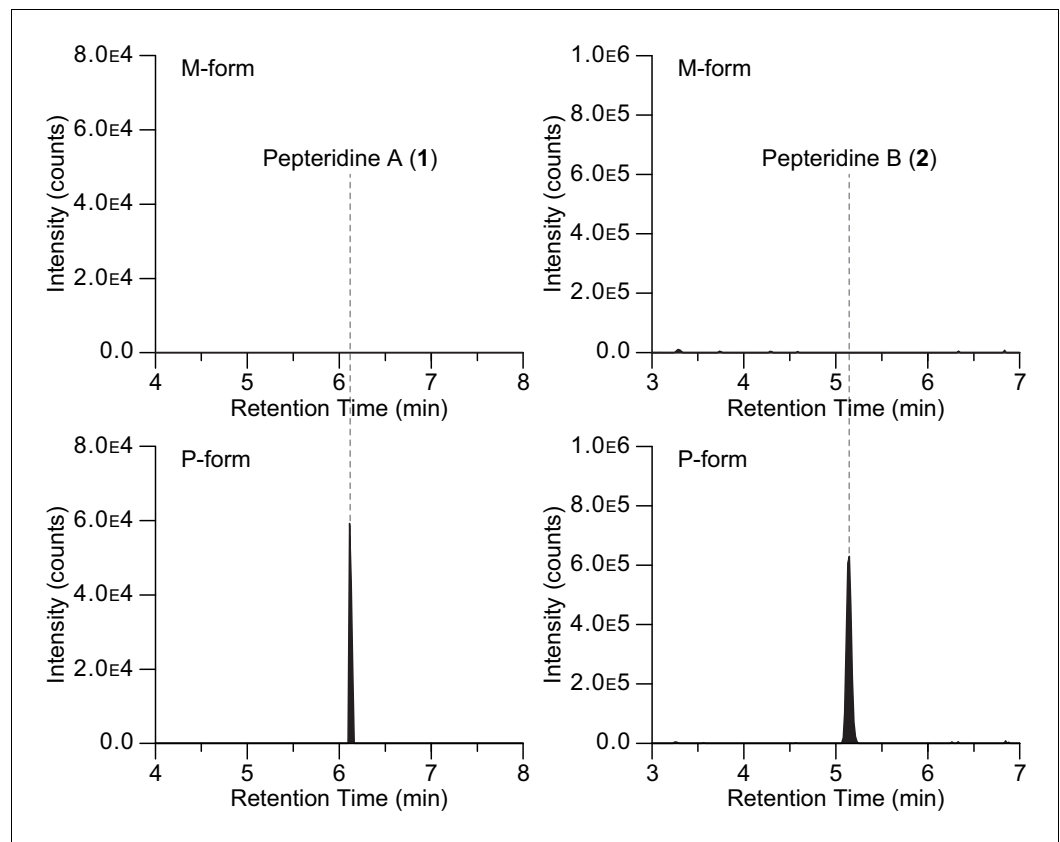 M-form
Pepteridine A (1)
Intensity (counts)
8.0E4
6.0E4
4.0E4
2.0E4
0.0
4 5 6 7 8
Retention Time (min)
M-form
Pepteridine B (2)
Intensity (counts)
1.0E6
8.0E5
6.0E5
4.0E5
2.0E5
0.0
3 4 5 6 7
Retention Time (min)
P-form
Intensity (counts)
8.0E4
6.0E4
4.0E4
2.0E4
0.0
4 5 6 7 8
Retention Time (min)
P-form
Intensity (counts)
1.0E6
8.0E5
6.0E5
4.0E5
2.0E5
0.0
3 4 5 6 7
Retention Time (min)